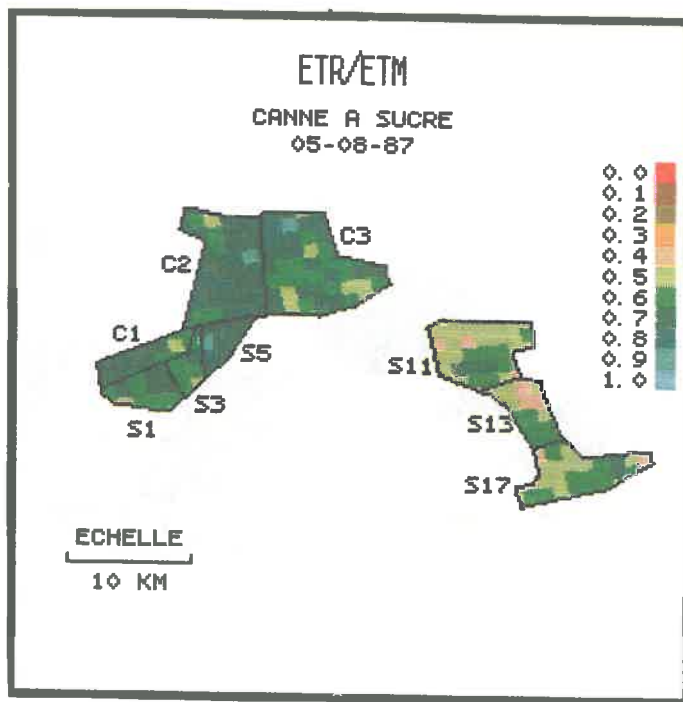 ETR/ETM
CANNE A SUCRE
05-08-87
0.0
0.1
0.2
0.3
0.4
0.5
0.6
0.7
0.8
0.9
1.0
C3
C2
C1
S5
S3
S1
S11
S13
S17
ECHELLE
10 KM